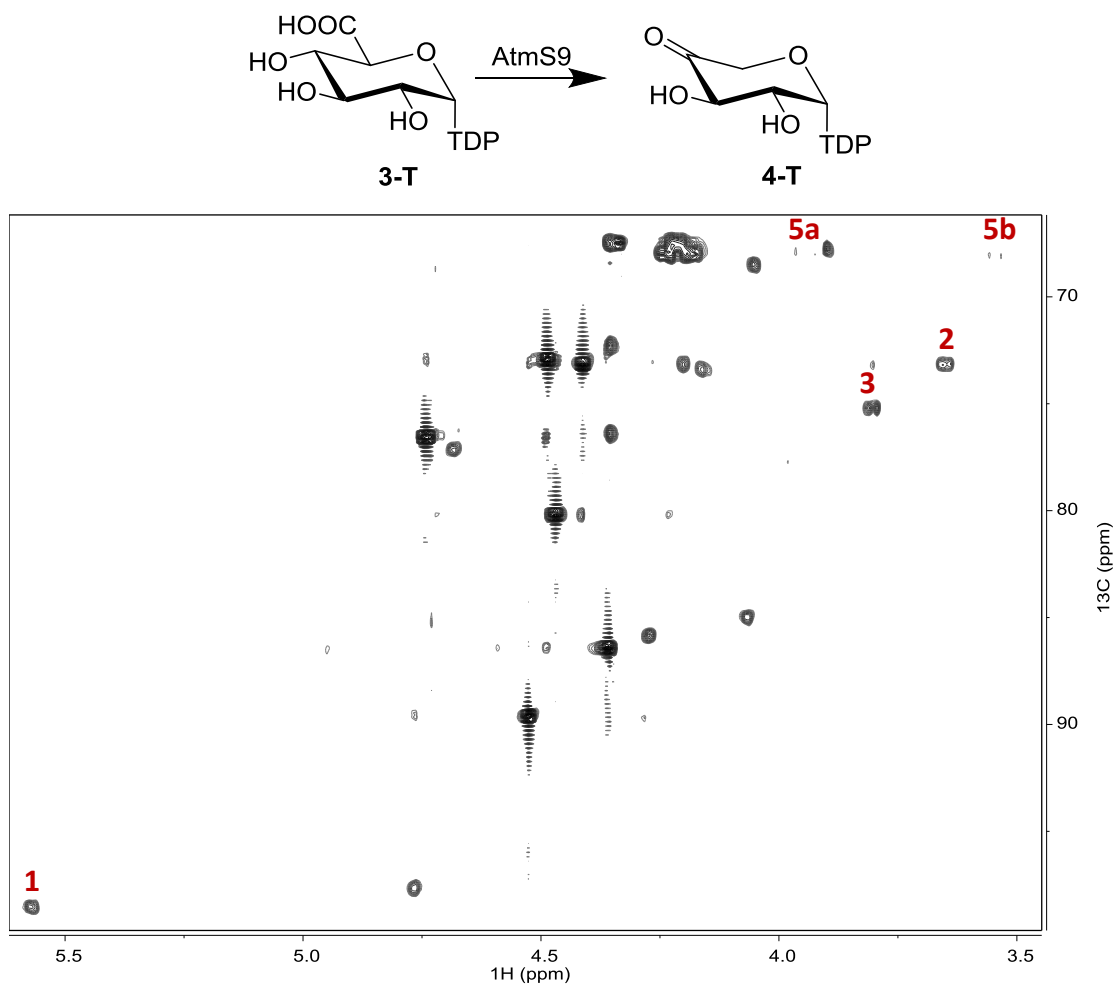 HOOC
O
HO
HO
HO
TDP
3-T
AtmS9
O
O
HO
HO
TDP
4-T
5a
5b
2
3
1
70
80
90
13C (ppm)
5.5
5.0
4.5
4.0
3.5
1H (ppm)